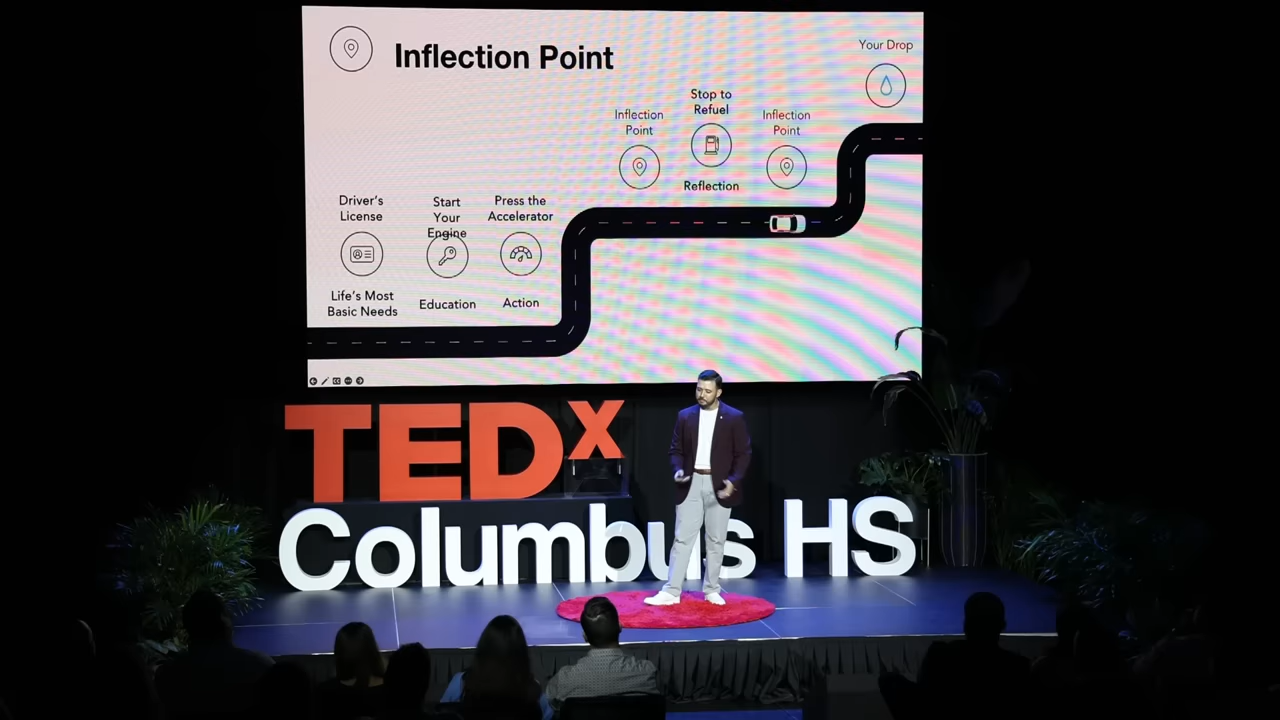 Inflection Point
Your Drop
Stop to
Refuel
Inflection
Point
Inflection
Point
Reflection
Driver's
License
Start
Your
Engine
Press the
Accelerator
Life's Most
Basic Needs
Education
Action
TEDx
Columbus HS